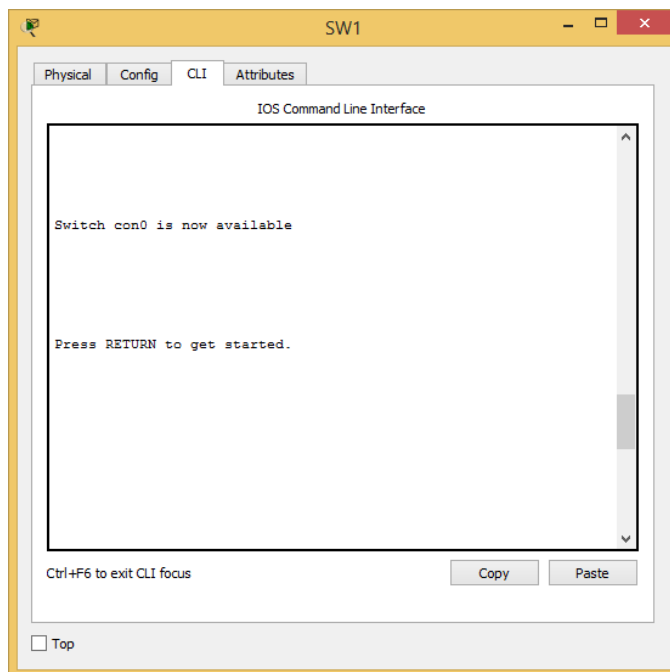 SW1
Physical Config CLI Attributes
IOS Command Line Interface
Switch con0 is now available
Press RETURN to get started.
Ctrl+F6 to exit CLI focus
Copy Paste
Top